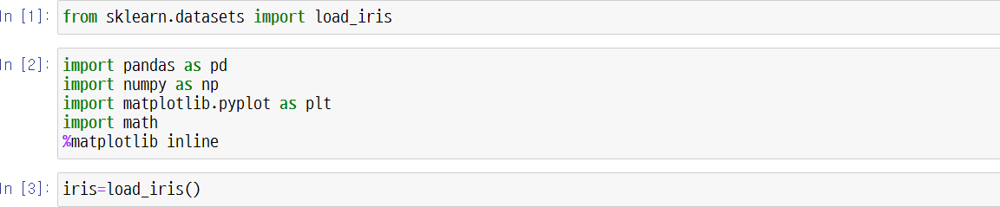 In [1]: from sklearn.datasets import load_iris
In [2]: import pandas as pd
import numpy as np
import matplotlib.pyplot as plt
import math
%matplotlib inline
In [3]: iris=load_iris()